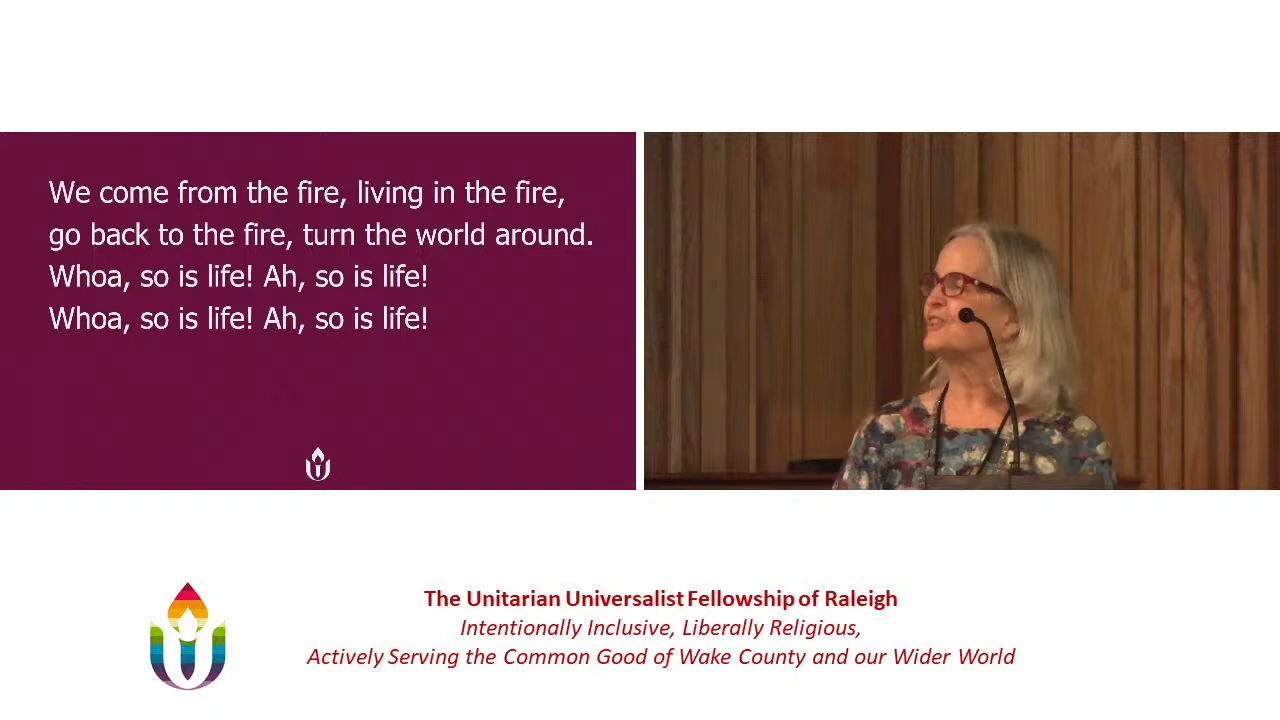 We come from the fire, living in the fire,
go back to the fire, turn the world around.
Whoa, so is life! Ah, so is life!
Whoa, so is life! Ah, so is life!
The Unitarian Universalist Fellowship of Raleigh
Intentionally Inclusive, Liberally Religious,
Actively Serving the Common Good of Wake County and our Wider World